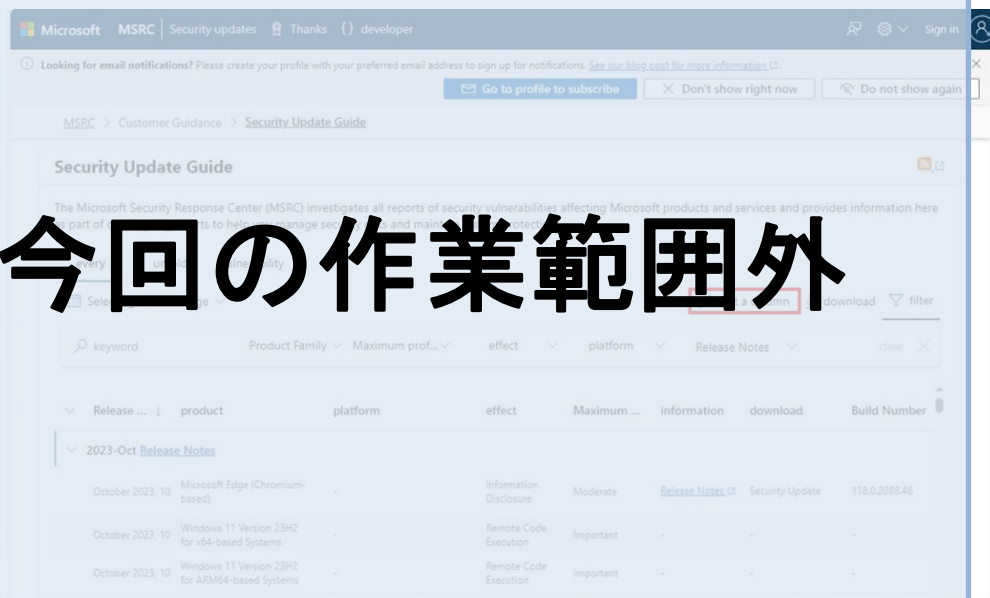 Microsoft MSRC Security updates Thanks {} developer Sign in
Looking for email notifications? Please create your profile with your preferred email address to sign up for notifications. See our blog post for more information.
Go to profile to subscribe Don't show right now Do not show again
MSRC > Customer Guidance > Security Update Guide
Security Update Guide
The Microsoft Security Response Center (MSRC) investigates all reports of security vulnerabilities affecting Microsoft products and services and provides information here
今回の作業範囲外
download filter
keyword Product Family Maximum prof... effect platform Release Notes clear
Release ... ↓ product platform effect Maximum ... information download Build Number
2023-Oct Release Notes
October 2023, 10 Microsoft Edge (Chromium-based) - Information Disclosure Moderate Release Notes Security Update 118.0.2088.46
October 2023, 10 Windows 11 Version 23H2 for x64-based Systems - Remote Code Execution Important - - -
October 2023, 10 Windows 11 Version 23H2 for ARM64-based Systems - Remote Code Execution Important - - -